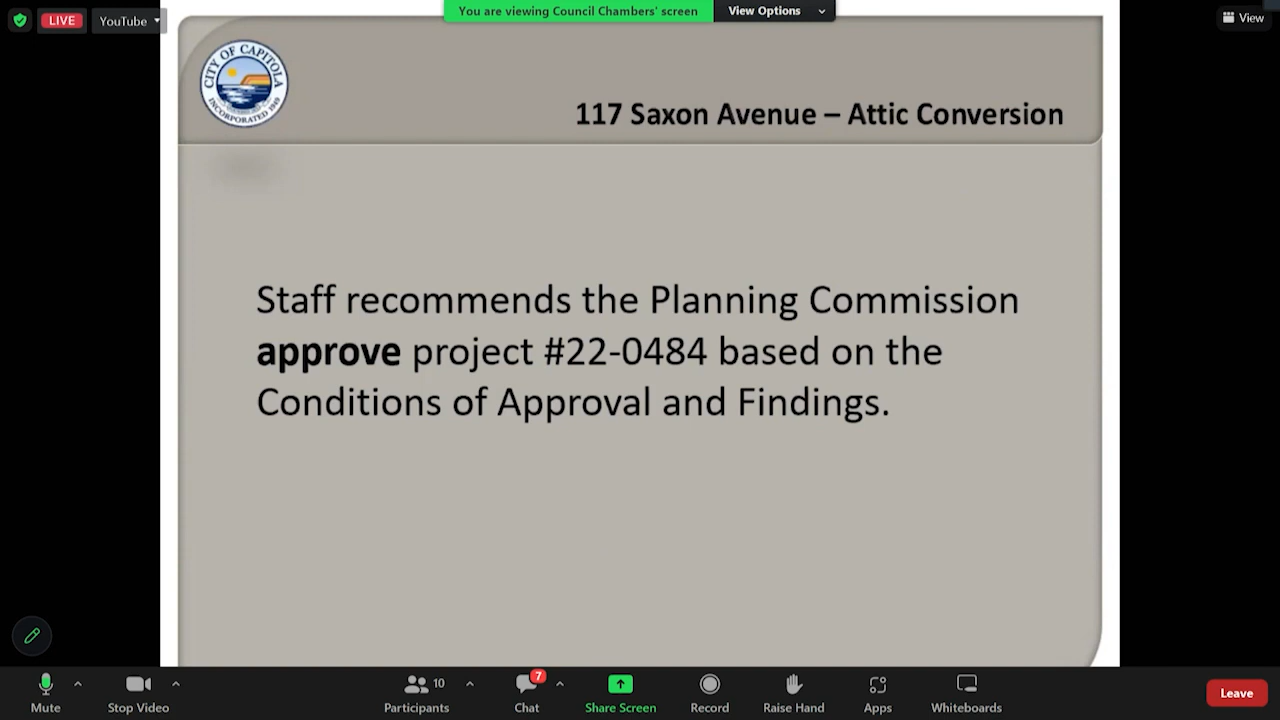 LIVE
YouTube
You are viewing Council Chambers' screen
View Options
View
CITY OF CAPITOLA
INCORPORATED 1949
117 Saxon Avenue – Attic Conversion
Staff recommends the Planning Commission
approve project #22-0484 based on the
Conditions of Approval and Findings.
Mute
Stop Video
10
Participants
7
Chat
Share Screen
Record
Raise Hand
Apps
Whiteboards
Leave